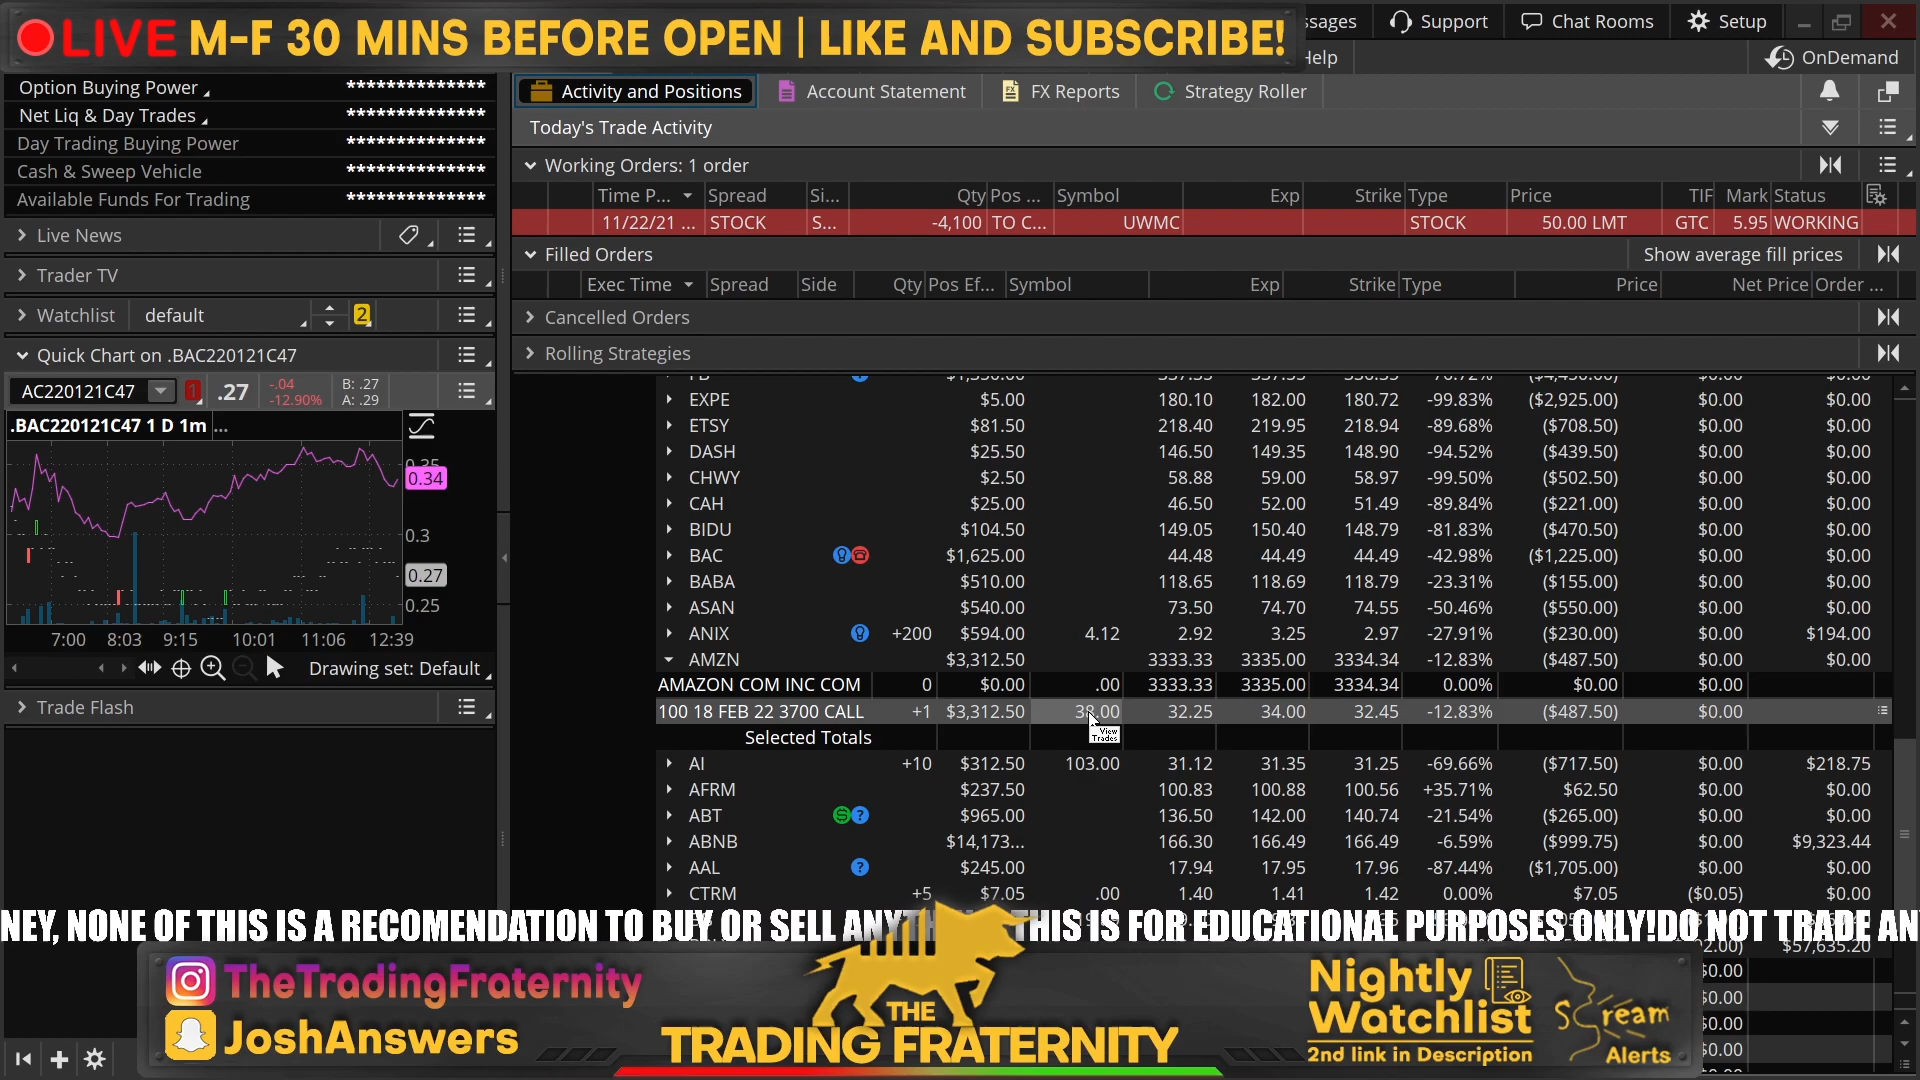 LIVE M-F 30 MINS BEFORE OPEN | LIKE AND SUBSCRIBE!
Support
Chat Rooms
Setup
Help
OnDemand
Option Buying Power **************
Net Liq & Day Trades **************
Day Trading Buying Power **************
Cash & Sweep Vehicle **************
Available Funds For Trading **************
Live News
Trader TV
Watchlist default 2
Quick Chart on .BAC220121C47
AC220121C47 1 .27 -.04 -12.90% B: .27 A: .29
.BAC220121C47 1 D 1m ...
0.35
0.34
0.3
0.27
0.25
7:00 8:03 9:15 10:01 11:06 12:39
Drawing set: Default
Trade Flash
Activity and Positions Account Statement FX Reports Strategy Roller
Today's Trade Activity
Working Orders: 1 order
Time P... Spread Si... Qty Pos ... Symbol Exp Strike Type Price TIF Mark Status
11/22/21 ... STOCK S... -4,100 TO C... UWMC STOCK 50.00 LMT GTC 5.95 WORKING
Filled Orders Show average fill prices
Exec Time Spread Side Qty Pos Ef... Symbol Exp Strike Type Price Net Price Order ...
Cancelled Orders
Rolling Strategies
EXPE $5.00 180.10 182.00 180.72 -99.83% ($2,925.00) $0.00 $0.00
ETSY $81.50 218.40 219.95 218.94 -89.68% ($708.50) $0.00 $0.00
DASH $25.50 146.50 149.35 148.90 -94.52% ($439.50) $0.00 $0.00
CHWY $2.50 58.88 59.00 58.97 -99.50% ($502.50) $0.00 $0.00
CAH $25.00 46.50 52.00 51.49 -89.84% ($221.00) $0.00 $0.00
BIDU $104.50 149.05 150.40 148.79 -81.83% ($470.50) $0.00 $0.00
BAC $1,625.00 44.48 44.49 44.49 -42.98% ($1,225.00) $0.00 $0.00
BABA $510.00 118.65 118.69 118.79 -23.31% ($155.00) $0.00 $0.00
ASAN $540.00 73.50 74.70 74.55 -50.46% ($550.00) $0.00 $0.00
ANIX +200 $594.00 4.12 2.92 3.25 2.97 -27.91% ($230.00) $0.00 $194.00
AMZN $3,312.50 3333.33 3335.00 3334.34 -12.83% ($487.50) $0.00 $0.00
AMAZON COM INC COM 0 $0.00 .00 3333.33 3335.00 3334.34 0.00% $0.00 $0.00
100 18 FEB 22 3700 CALL +1 $3,312.50 38.00 32.25 34.00 32.45 -12.83% ($487.50) $0.00
View Trades
Selected Totals
AI +10 $312.50 103.00 31.12 31.35 31.25 -69.66% ($717.50) $0.00 $218.75
AFRM $237.50 100.83 100.88 100.56 +35.71% $62.50 $0.00 $0.00
ABT $965.00 136.50 142.00 140.74 -21.54% ($265.00) $0.00 $0.00
ABNB $14,173... 166.30 166.49 166.49 -6.59% ($999.75) $0.00 $9,323.44
AAL $245.00 17.94 17.95 17.96 -87.44% ($1,705.00) $0.00 $0.00
CTRM +5 $7.05 .00 1.40 1.41 1.42 0.00% $7.05 ($0.05) $0.00
NEY, NONE OF THIS IS A RECOMENDATION TO BUY OR SELL THIS IS FOR EDUCATIONAL PURPOSES ONLY!DO NOT TRADE AN
$57,635.20
TheTradingFraternity
JoshAnswers
THE
TRADING FRATERNITY
Nightly
Watchlist
2nd link in Description
Scream
Alerts